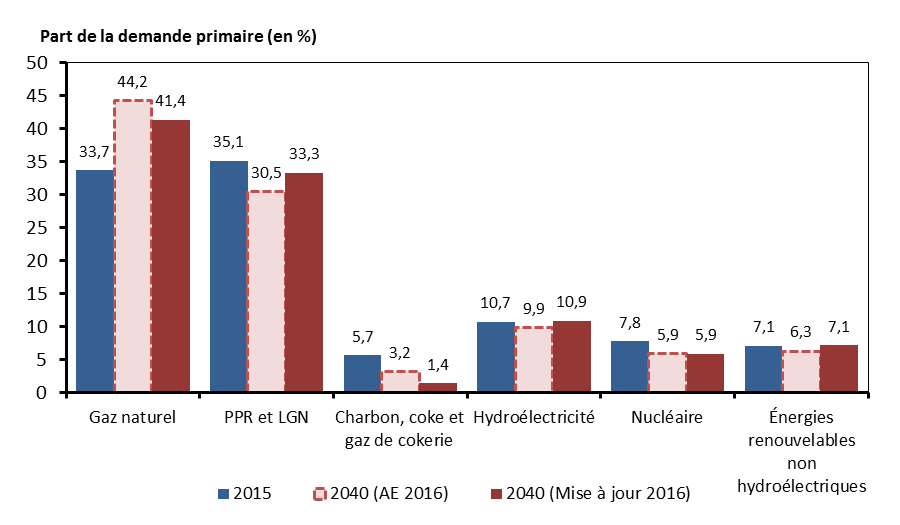 Part de la demande primaire (en %)
50
45
40
35
30
25
20
15
10
5
0
33,7
44,2
41,4
35,1
30,5
33,3
5,7
3,2
1,4
10,7
9,9
10,9
7,8
5,9
5,9
7,1
6,3
7,1
Gaz naturel
PPR et LGN
Charbon, coke et
gaz de cokerie
Hydroélectricité
Nucléaire
Énergies
renouvelables
non
hydroélectriques
2015
2040 (AE 2016)
2040 (Mise à jour 2016)